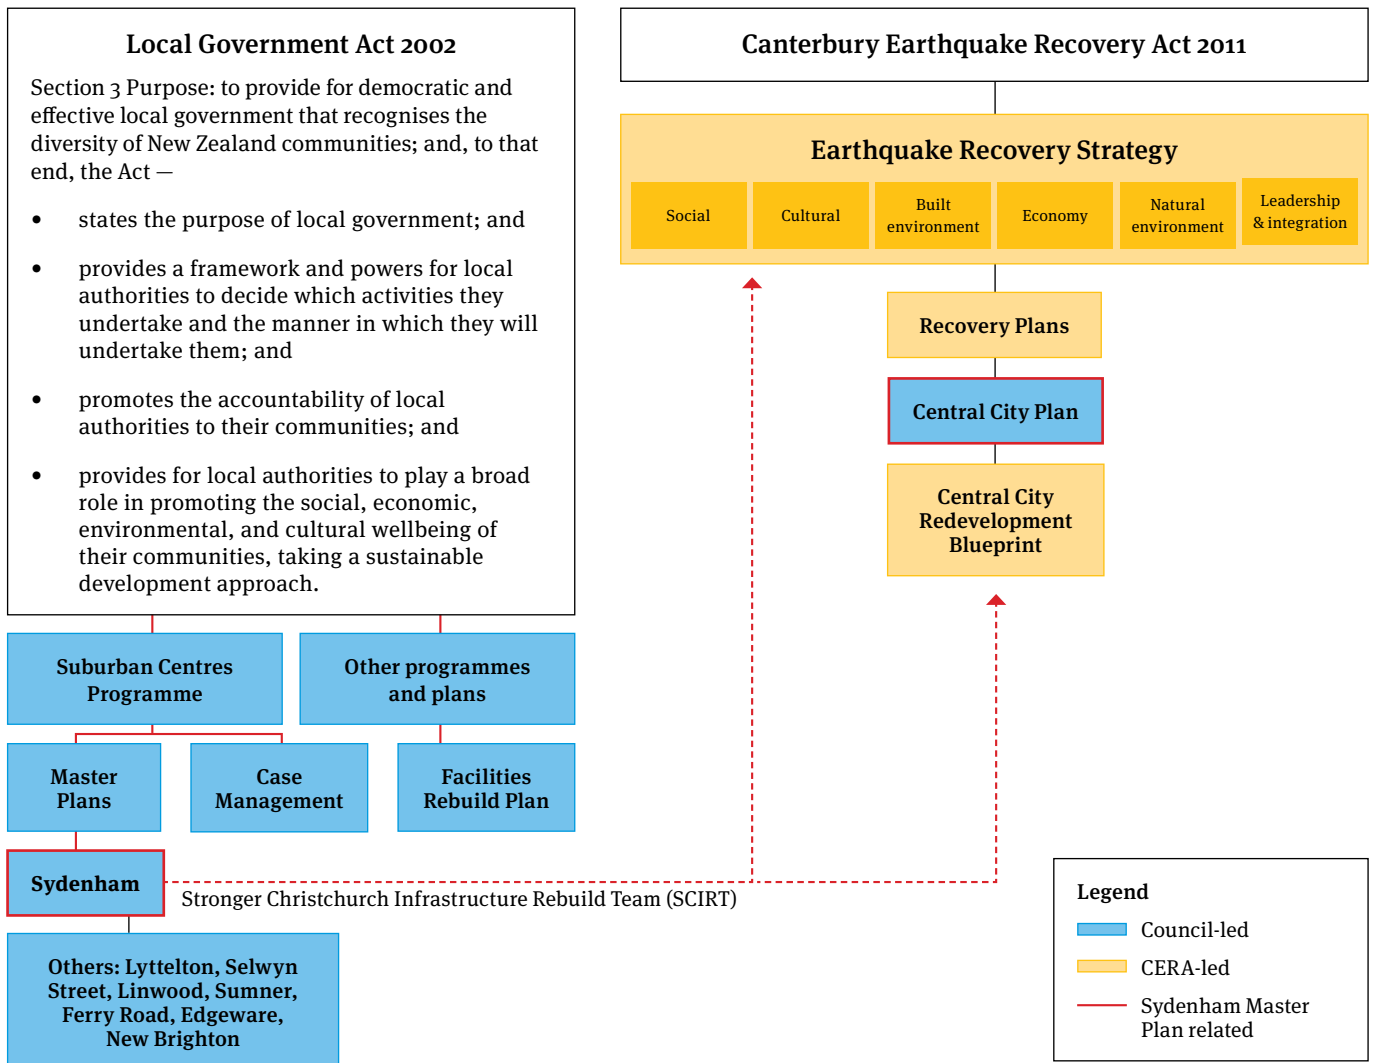 Local Government Act 2002
Section 3 Purpose: to provide for democratic and
effective local government that recognises the
diversity of New Zealand communities; and, to that
end, the Act —
• states the purpose of local government; and
• provides a framework and powers for local
authorities to decide which activities they
undertake and the manner in which they will
undertake them; and
• promotes the accountability of local
authorities to their communities; and
• provides for local authorities to play a broad
role in promoting the social, economic,
environmental, and cultural wellbeing of
their communities, taking a sustainable
development approach.
Suburban Centres
Programme
Other programmes
and plans
Master
Plans
Case
Management
Facilities
Rebuild Plan
Sydenham
Stronger Christchurch Infrastructure Rebuild Team (SCIRT)
Others: Lyttelton, Selwyn
Street, Linwood, Sumner,
Ferry Road, Edgeware,
New Brighton
Canterbury Earthquake Recovery Act 2011
Earthquake Recovery Strategy
Social
Cultural
Built
environment
Economy
Natural
environment
Leadership
& integration
Recovery Plans
Central City Plan
Central City
Redevelopment
Blueprint
Legend
Council-led
CERA-led
Sydenham Master
Plan related